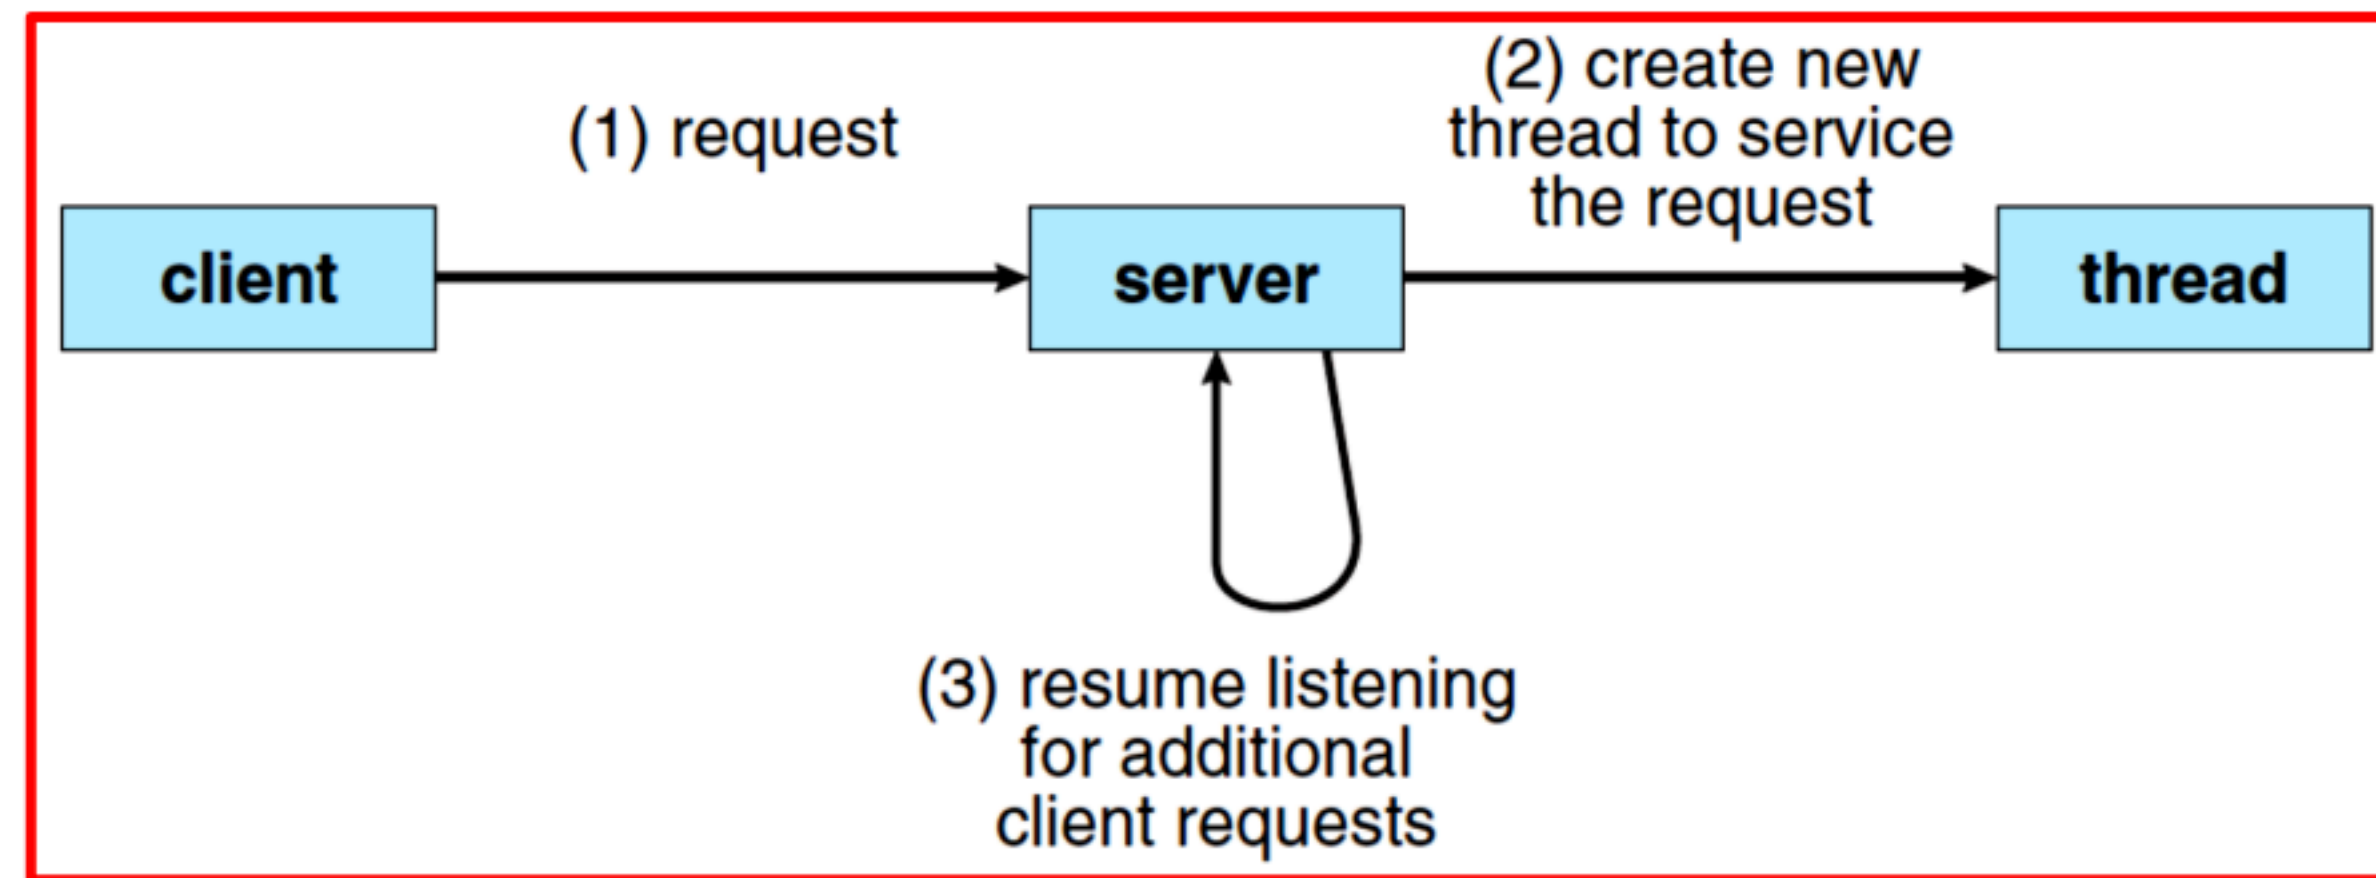 (1) request
(2) create new
thread to service
the request
client
server
thread
(3) resume listening
for additional
client requests